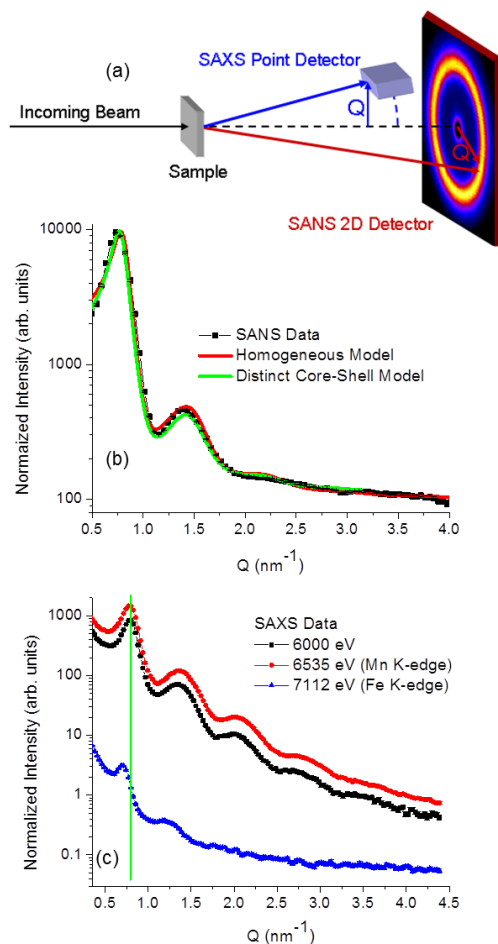 (a)
SAXS Point Detector
Incoming Beam
Q
Q
Sample
SANS 2D Detector
10000
1000
100
Normaized Intensity (arb. units)
SANS Data
Homogeneous Model
Distinct Core-Shell Model
(b)
0.5 1.0 1.5 2.0 2.5 3.0 3.5 4.0
Q (nm⁻¹)
1000
100
10
1
0.1
Normalized Intensity (arb. units)
SAXS Data
6000 eV
6535 eV (Mn K-edge)
7112 eV (Fe K-edge)
(c)
0.5 1.0 1.5 2.0 2.5 3.0 3.5 4.0 4.5
Q (nm⁻¹)